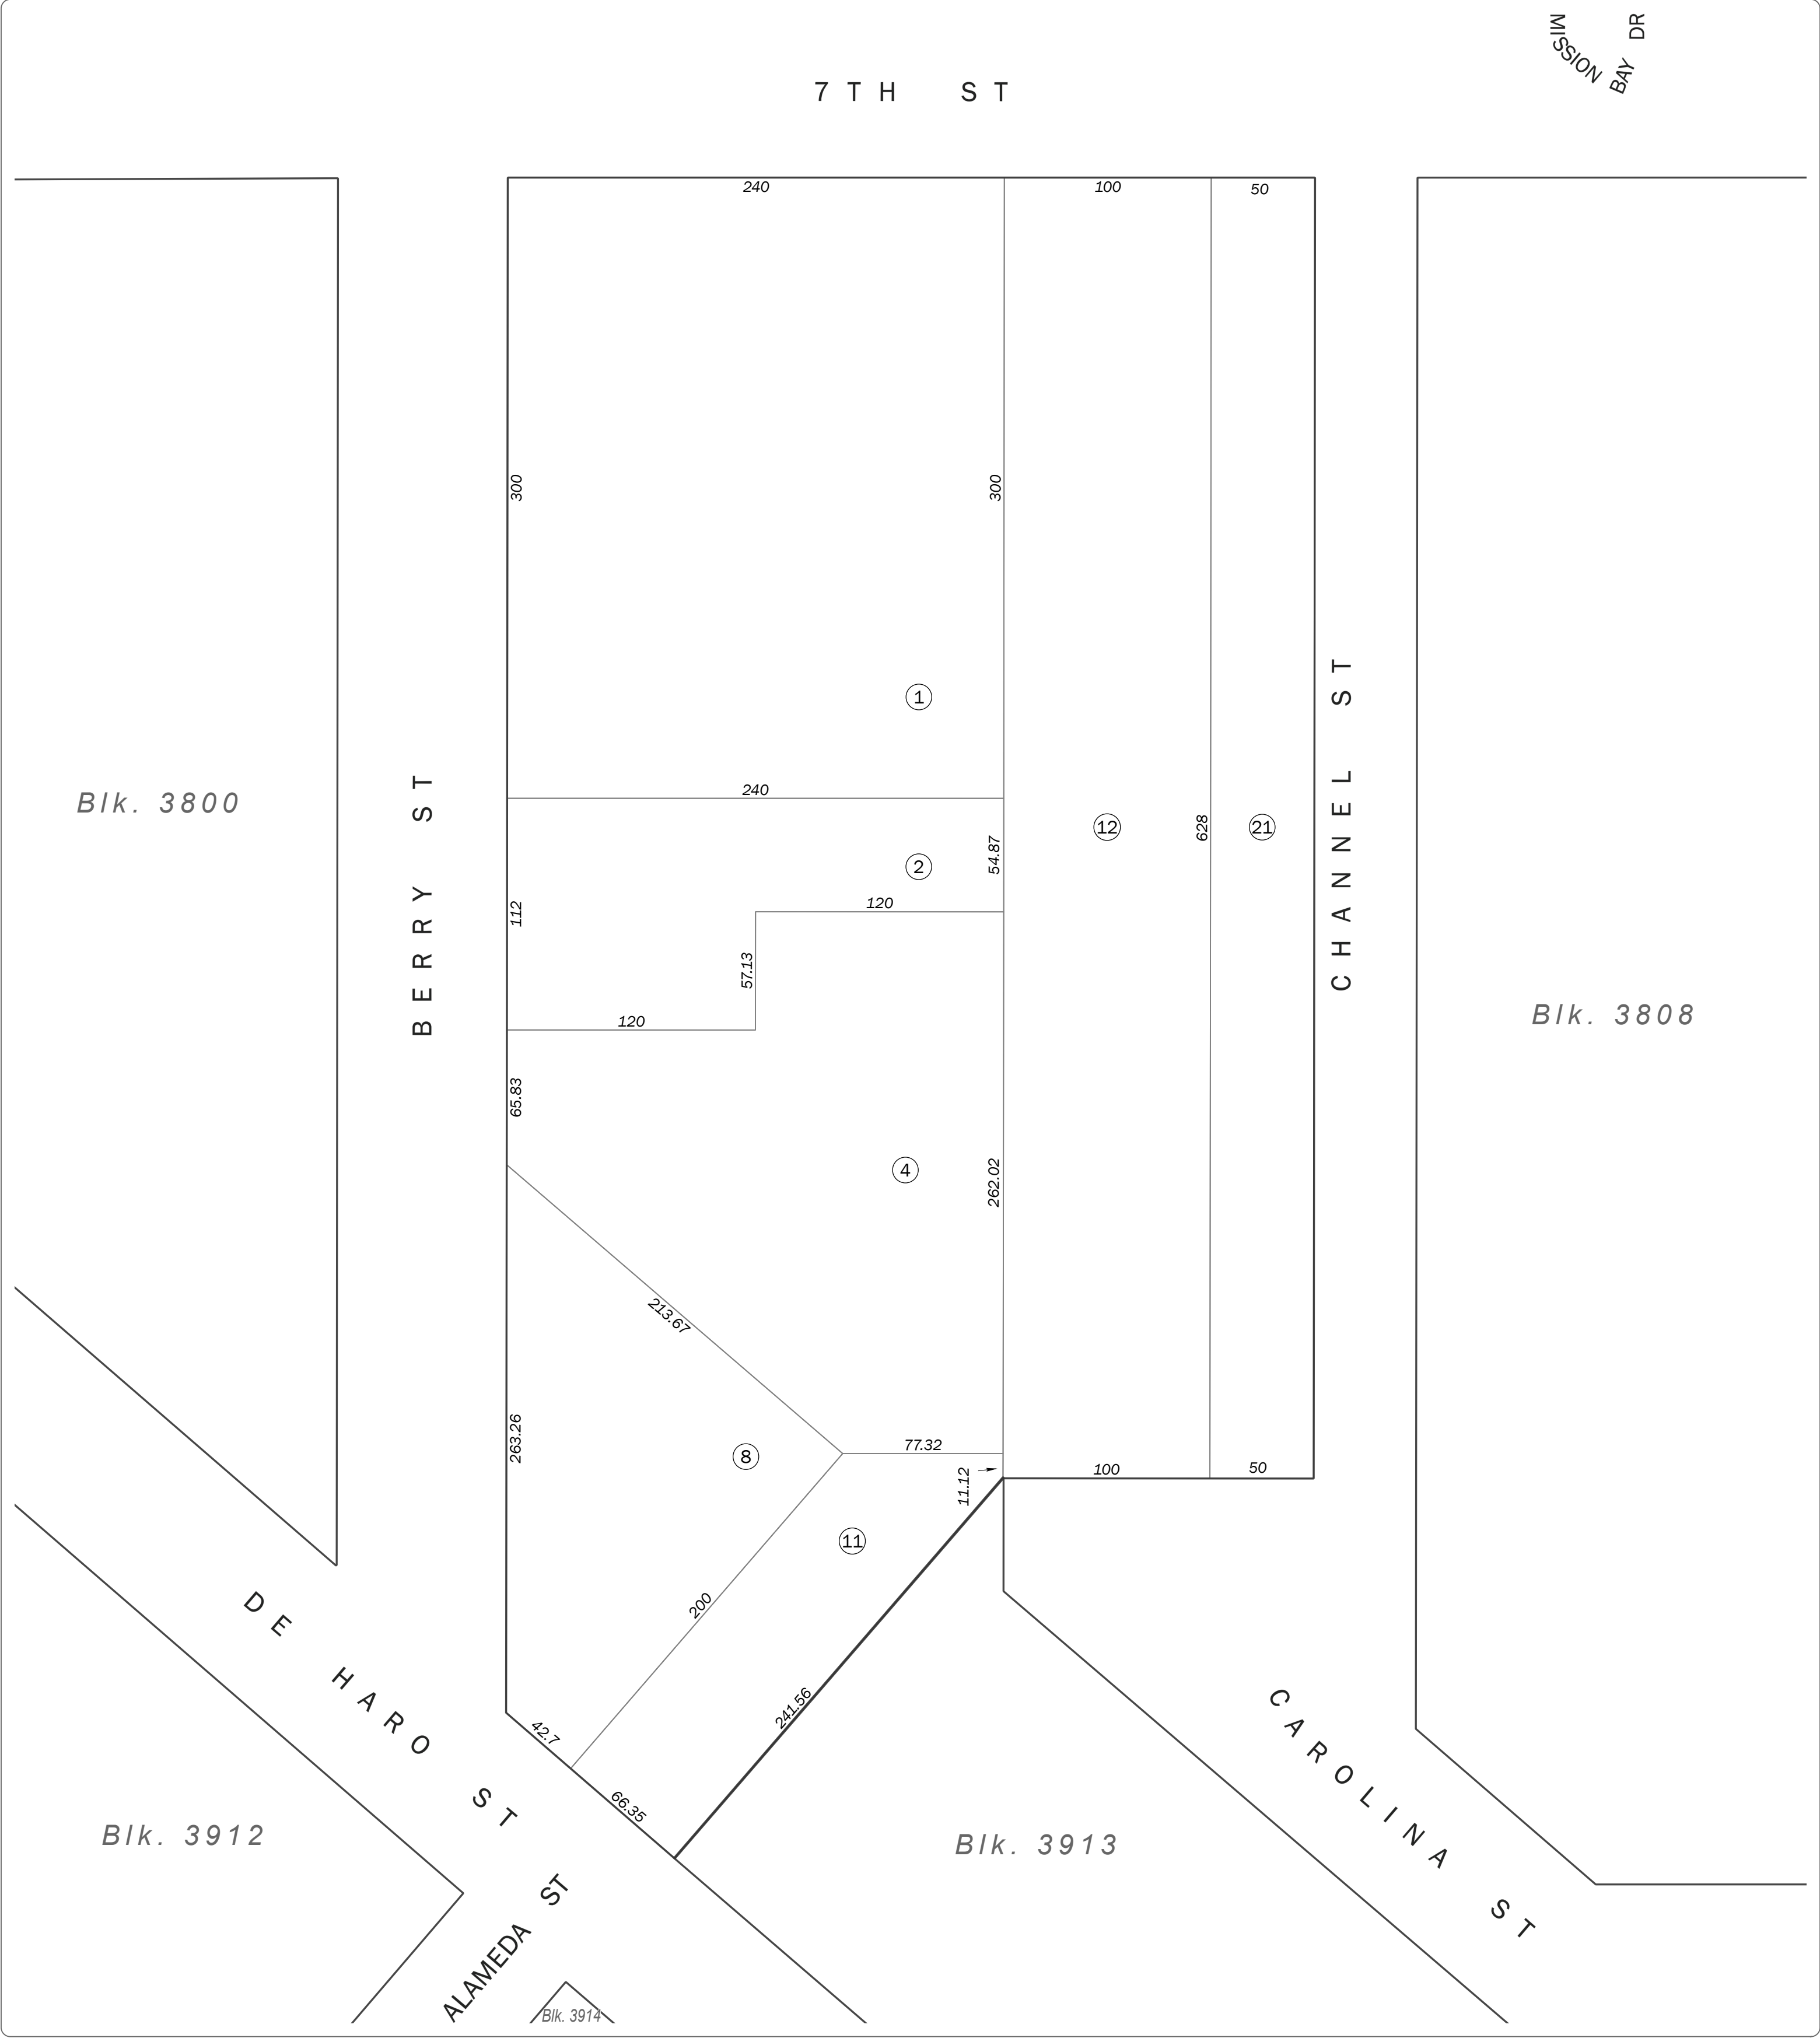 MISSION BAY DR
7TH ST
240
100
50
300
300
1
240
Blk. 3800
BERRY ST
CHANNEL ST
54.87
628
12
21
2
120
112
57.13
120
Blk. 3808
65.83
4
262.02
213.67
263.26
8
77.32
11.12
100
50
11
200
DE HARO ST
241.56
42.7
66.35
CAROLINA ST
Blk. 3912
Blk. 3913
ALAMEDA ST
Blk. 3914